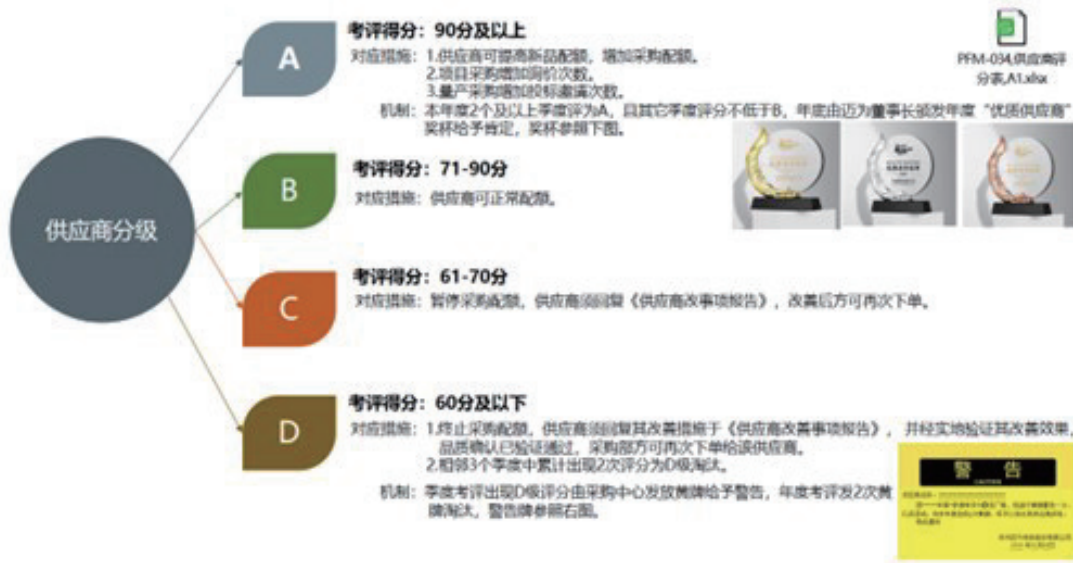 供应商分级
A
考评得分：90分及以上
对应措施：1.供应商可提高新品配额，增加采购配额。
2.项目采购增加询价次数。
3.量产采购增加投标邀请次数。
机制：本年度2个及以上季度评为A，且其它季度评分不低于B，年底由迈为董事长颁发年度“优质供应商”
奖杯给予肯定，奖杯参照下图。
PFM-034,供应商评
分表,A1.xlsx
B
考评得分：71-90分
对应措施：供应商可正常配额。
C
考评得分：61-70分
对应措施：暂停采购配额，供应商须回复《供应商改事项报告》，改善后方可再次下单。
D
考评得分：60分及以下
对应措施：1.终止采购配额，供应商须回复其改善措施于《供应商改善事项报告》，并经实地验证其改善效果，
品质确认已验证通过，采购部方可再次下单给该供应商。
2.相邻3个季度中累计出现2次评分为D级淘汰。
机制：季度考评出现D级评分由采购中心发放黄牌给予警告，年度考评发2次黄
牌淘汰，警告牌参照右图。
警 告